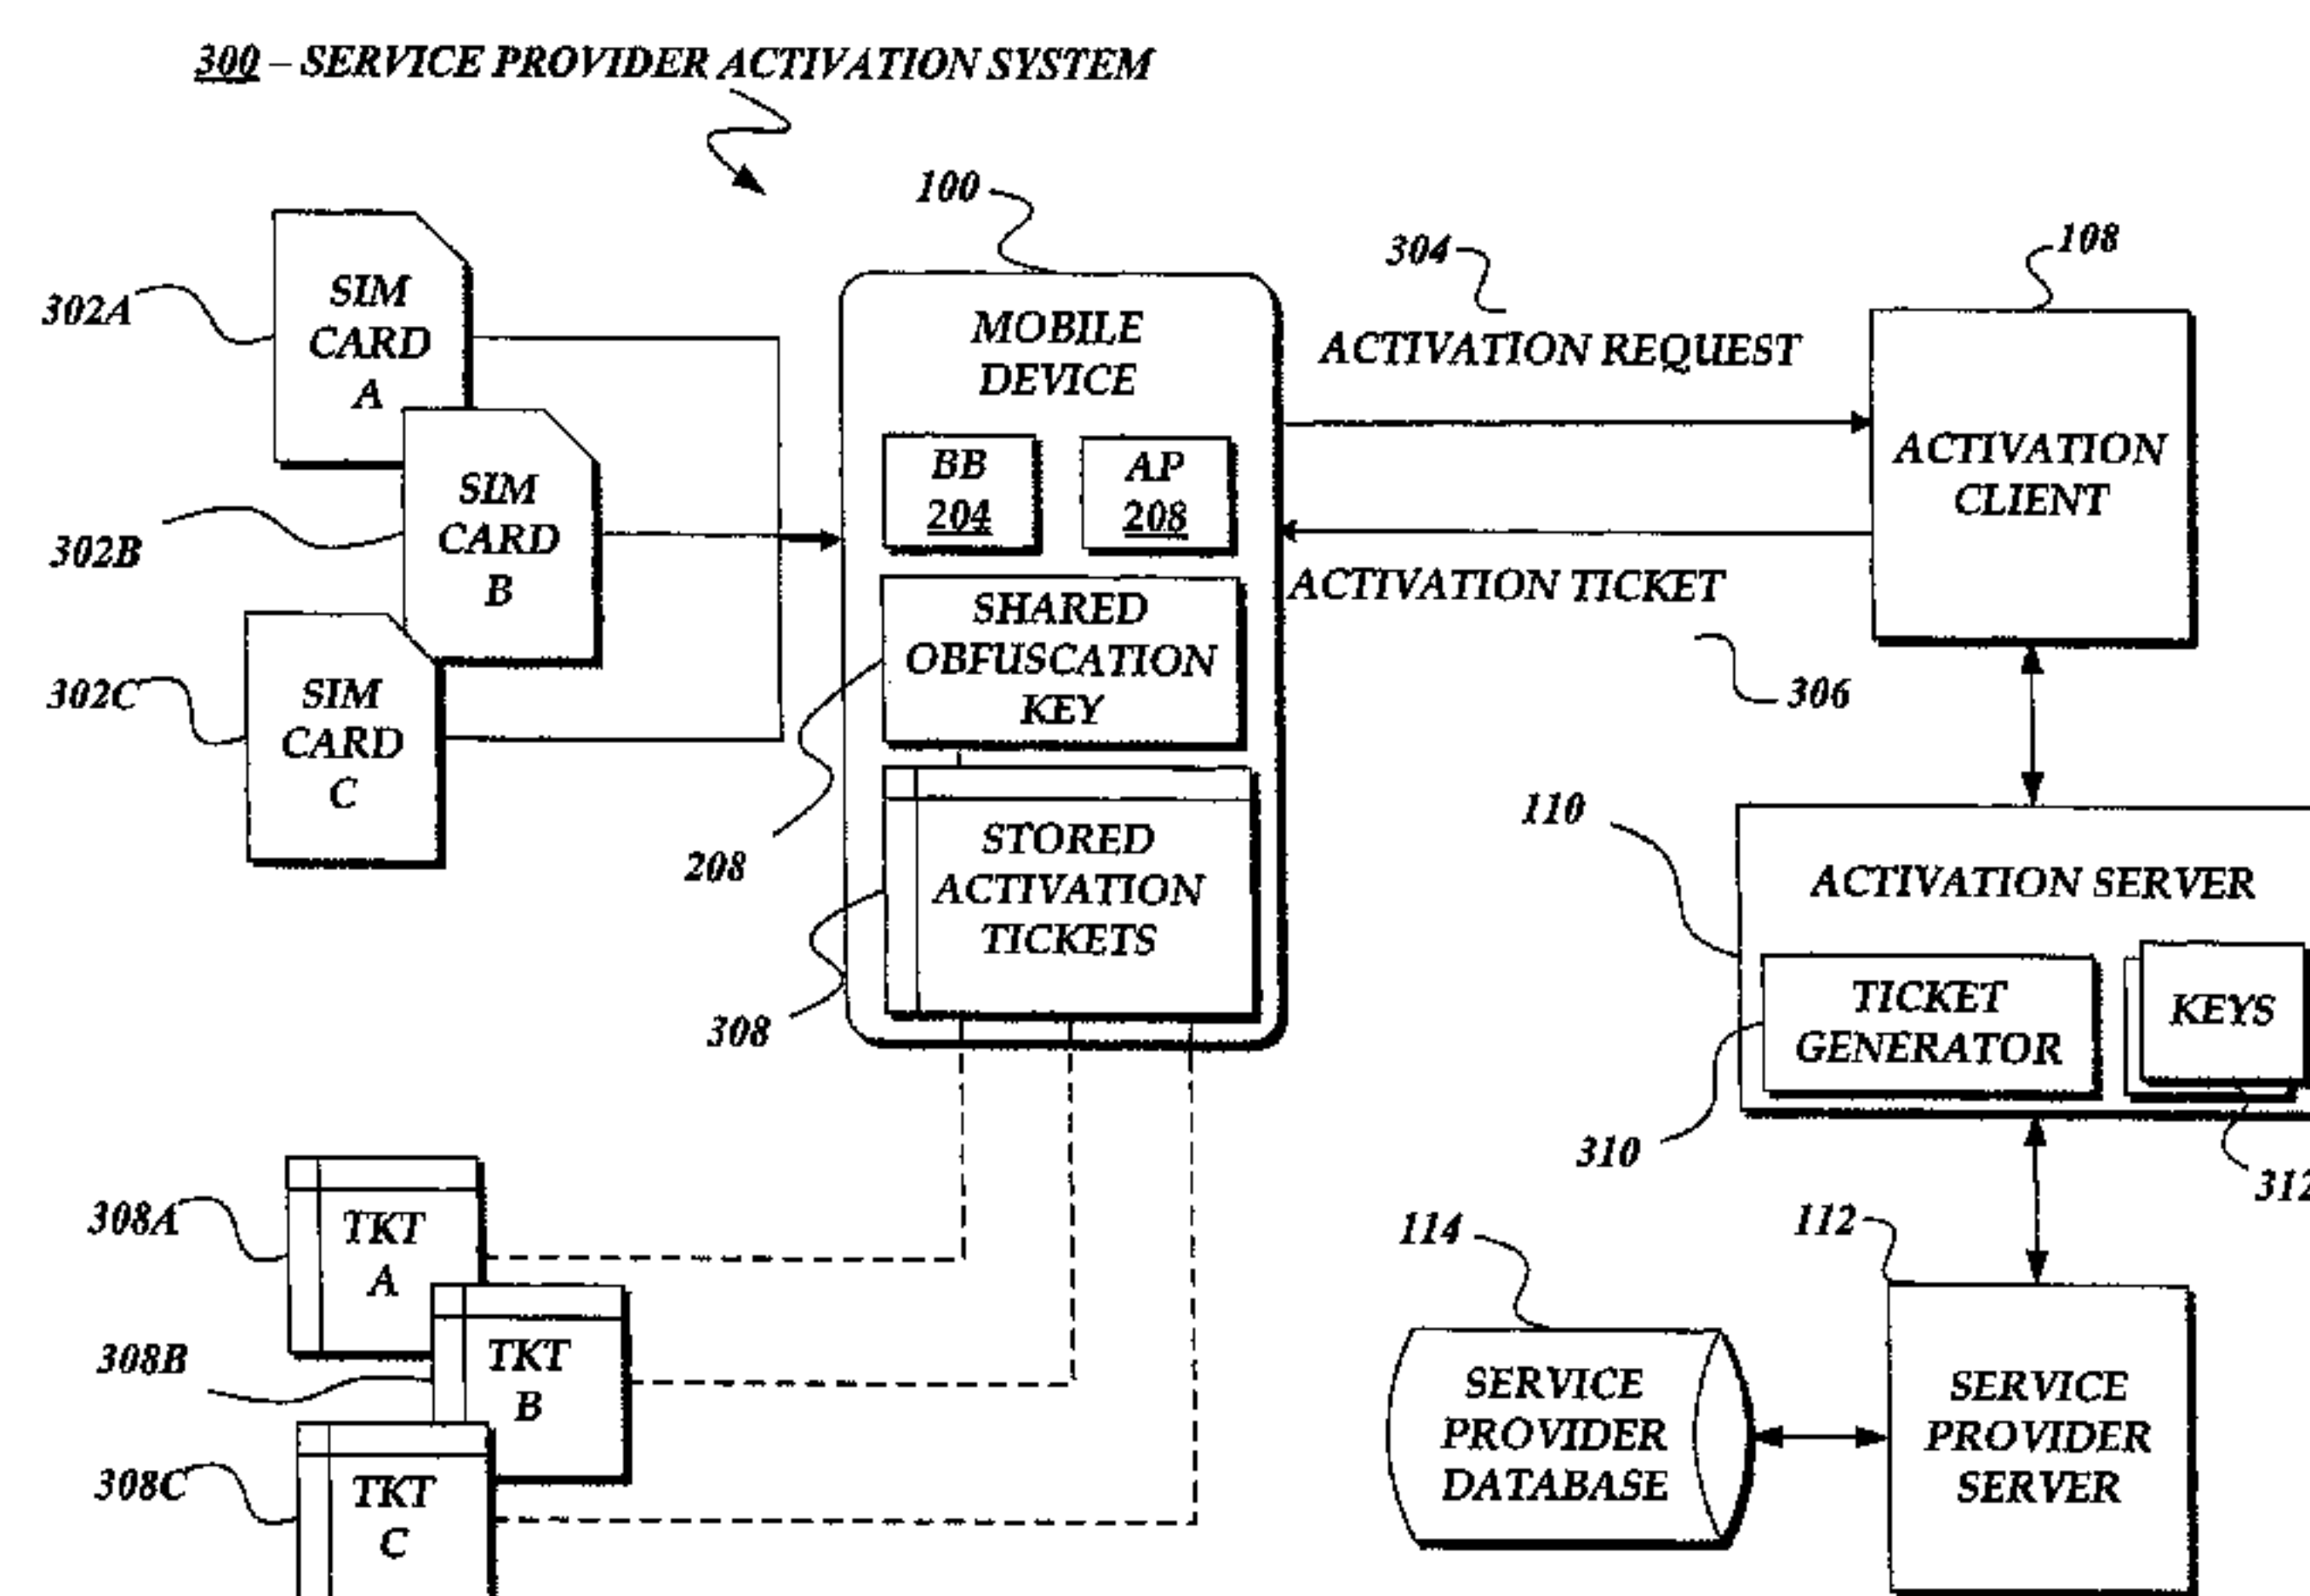 300 – SERVICE PROVIDER ACTIVATION SYSTEM
100
304
108
302A
SIM
CARD
A
302B
SIM
CARD
B
302C
SIM
CARD
C
MOBILE
DEVICE
BB
204
AP
208
SHARED
OBFUSCATION
KEY
208
STORED
ACTIVATION
TICKETS
308
ACTIVATION REQUEST
ACTIVATION TICKET
306
ACTIVATION
CLIENT
110
ACTIVATION SERVER
TICKET
GENERATOR
KEYS
310
312
308A
TKT
A
308B
TKT
B
308C
TKT
C
114
112
SERVICE
PROVIDER
DATABASE
SERVICE
PROVIDER
SERVER